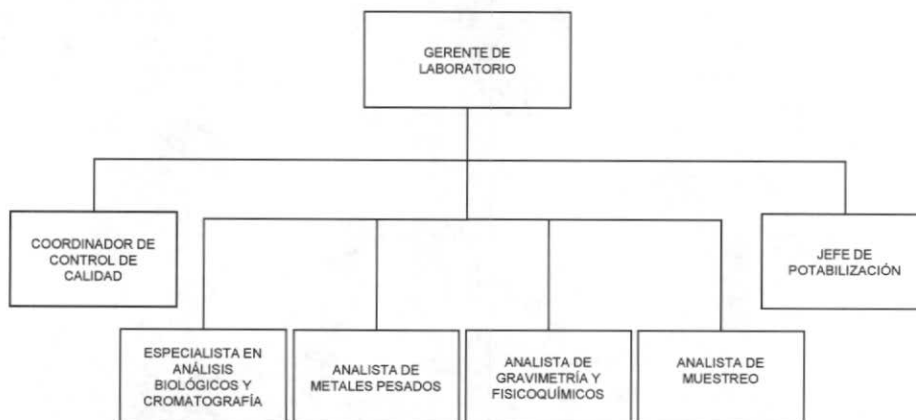 GERENTE DE
LABORATORIO
COORDINADOR DE
CONTROL DE
CALIDAD
JEFE DE
POTABILIZACIÓN
ESPECIALISTA EN
ANÁLISIS
BIOLÓGICOS Y
CROMATOGRAFÍA
ANALISTA DE
METALES PESADOS
ANALISTA DE
GRAVIMETRÍA Y
FISICOQUÍMICOS
ANALISTA DE
MUESTREO